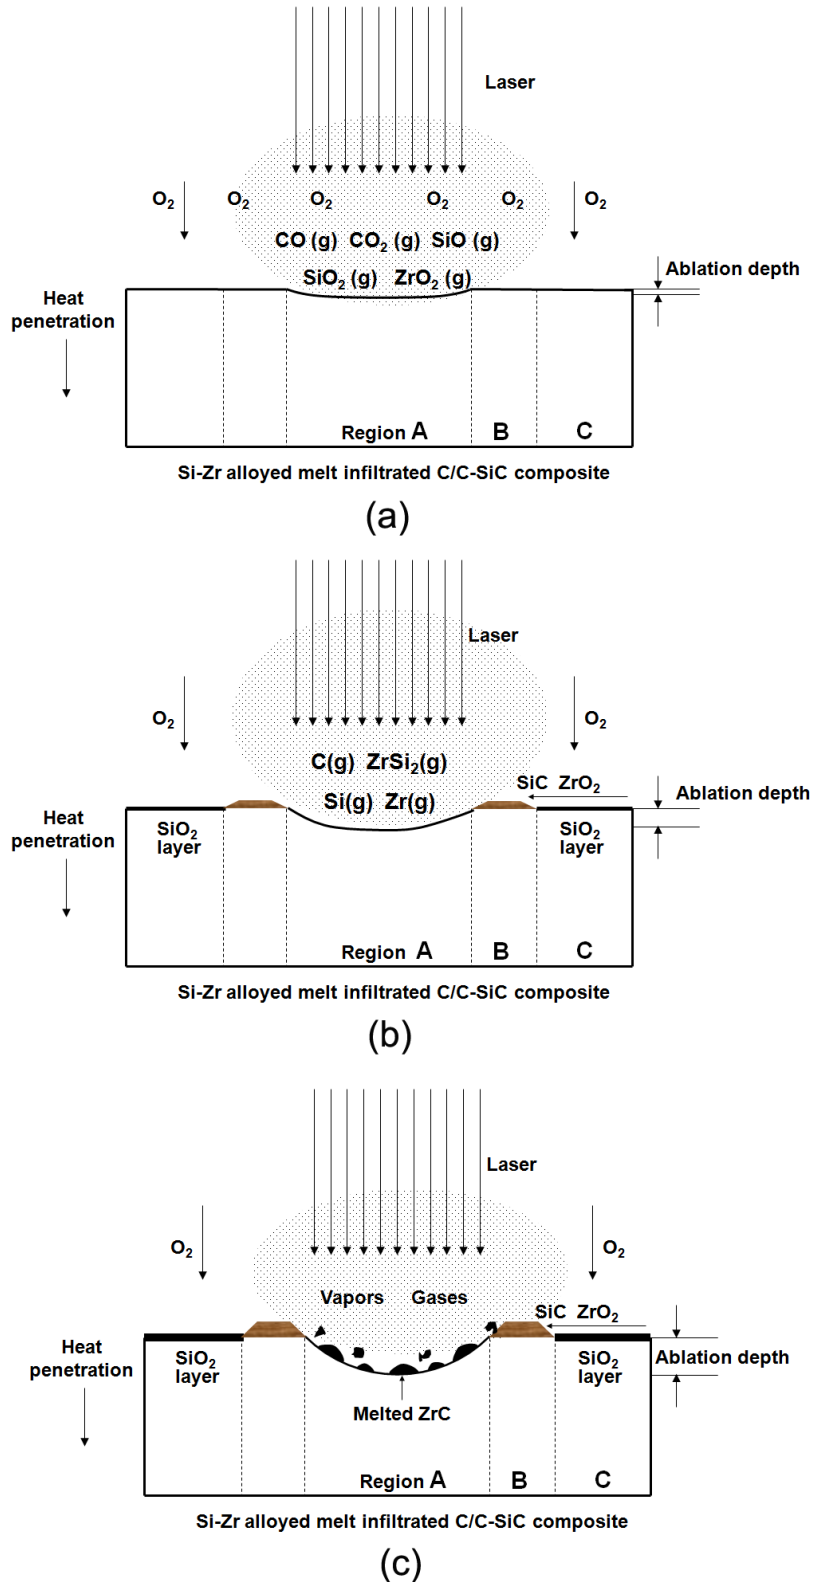 Laser
O₂ O₂ O₂ O₂ O₂ O₂
CO (g) CO₂ (g) SiO (g)
SiO₂ (g) ZrO₂ (g)
Ablation depth
Heat
penetration
Region A B C
Si-Zr alloyed melt infiltrated C/C-SiC composite
(a)
Laser
O₂ O₂
C(g) ZrSi₂(g)
SiC ZrO₂
Si(g) Zr(g)
Ablation depth
Heat
penetration
SiO₂
layer
SiO₂
layer
Region A B C
Si-Zr alloyed melt infiltrated C/C-SiC composite
(b)
Laser
O₂ O₂
Vapors Gases
SiC ZrO₂
Heat
penetration
SiO₂
layer
SiO₂
layer
Ablation depth
Melted ZrC
Region A B C
Si-Zr alloyed melt infiltrated C/C-SiC composite
(c)